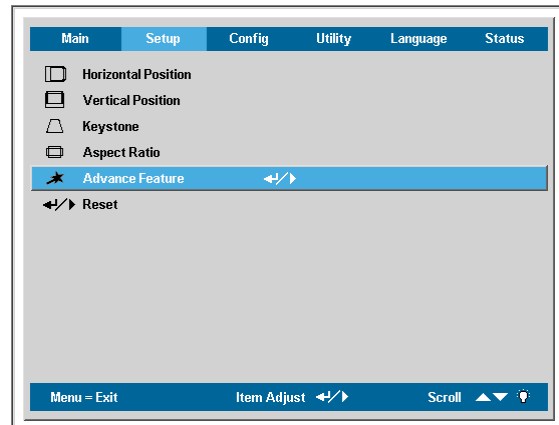 Main Setup Config Utility Language Status
Horizontal Position
Vertical Position
Keystone
Aspect Ratio
Advance Feature
Reset
Menu = Exit Item Adjust Scroll